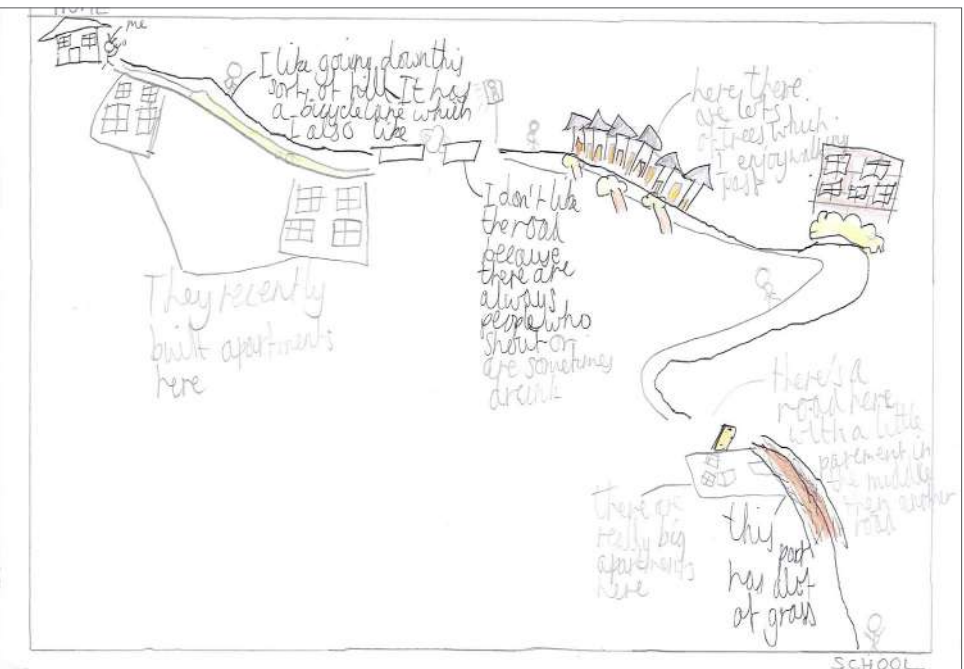 HOME
me
I like going down this
sort of hill. It has
a bicycle lane which
I also like
here there
are lots
of trees which
I enjoy walking
past
I don't like
the road
because
there are
always
people who
shout or
are sometimes
drunk
They recently
built apartments
here
there's a
road here
with a little
pavement in
the middle
then another
road
there are
really big
apartments
here
this
part
has alot
of grass
SCHOOL